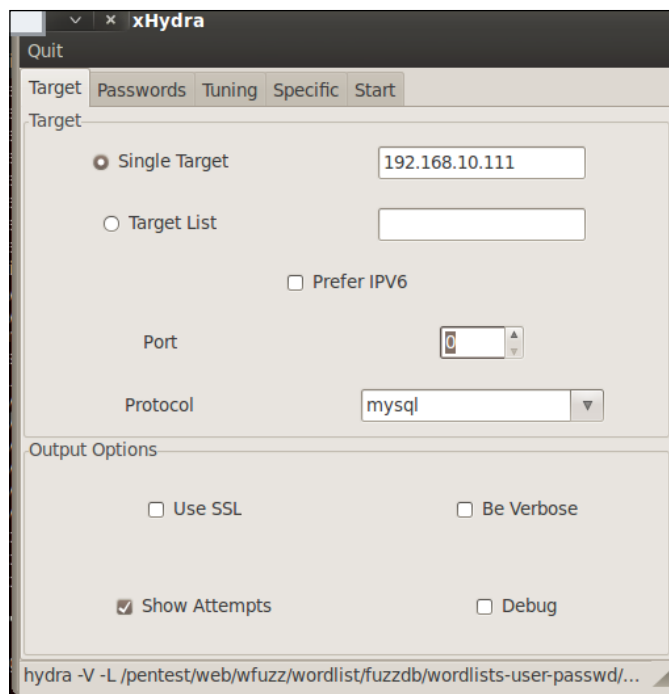 xHydra
Quit
Target Passwords Tuning Specific Start
Target
Single Target 192.168.10.111
Target List
Prefer IPV6
Port 0
Protocol mysql
Output Options
Use SSL Be Verbose
Show Attempts Debug
hydra -V -L /pentest/web/wfuzz/wordlist/fuzzdb/wordlists-user-passwd/...